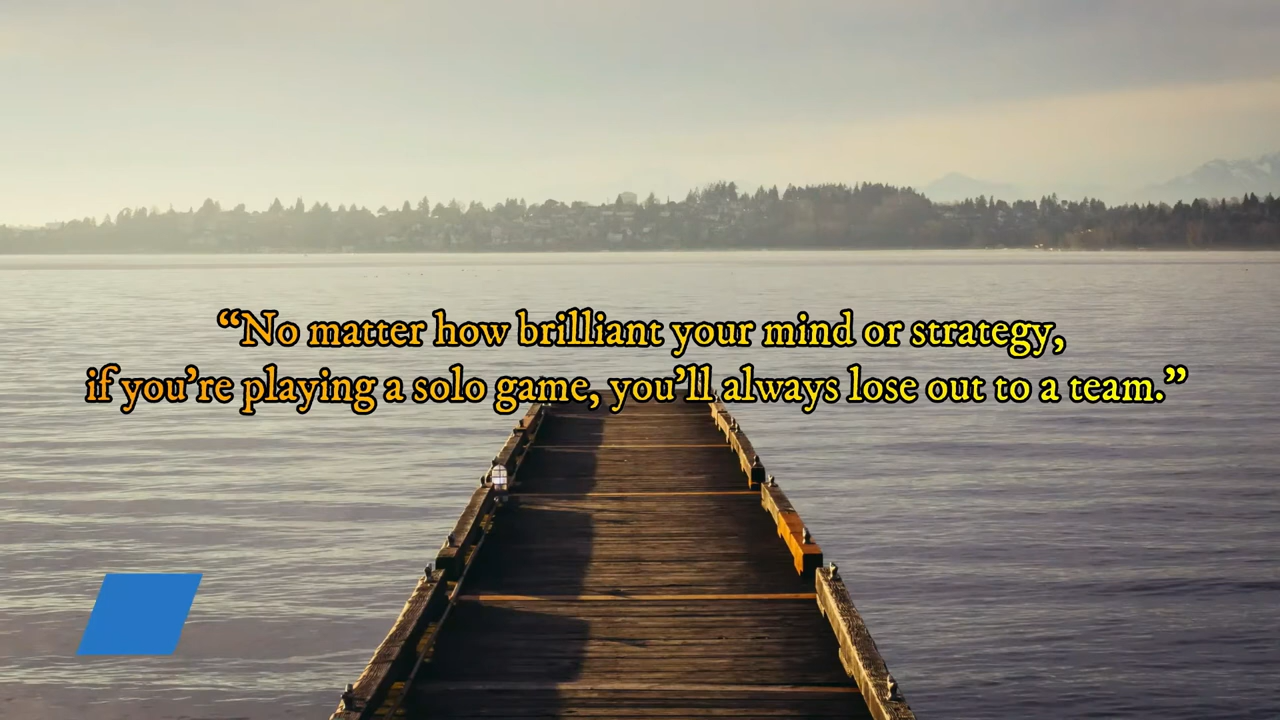 “No matter how brilliant your mind or strategy,
if you’re playing a solo game, you’ll always lose out to a team.”